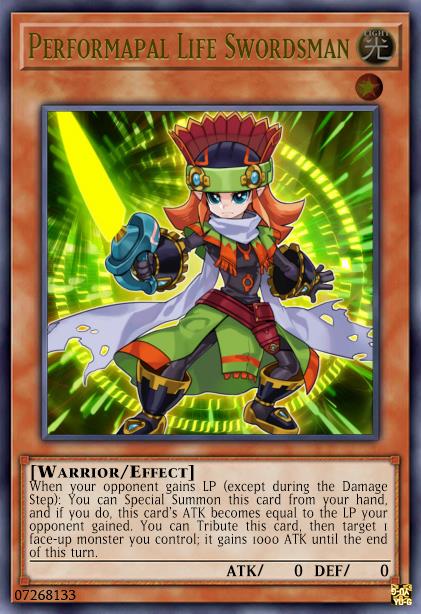 Performapal Life Swordsman
LIGHT
光
[Warrior/Effect]
When your opponent gains LP (except during the Damage
Step): You can Special Summon this card from your hand,
and if you do, this card's ATK becomes equal to the LP your
opponent gained. You can Tribute this card, then target 1
face-up monster you control; it gains 1000 ATK until the end
of this turn.
ATK/ 0 DEF/ 0
07268133